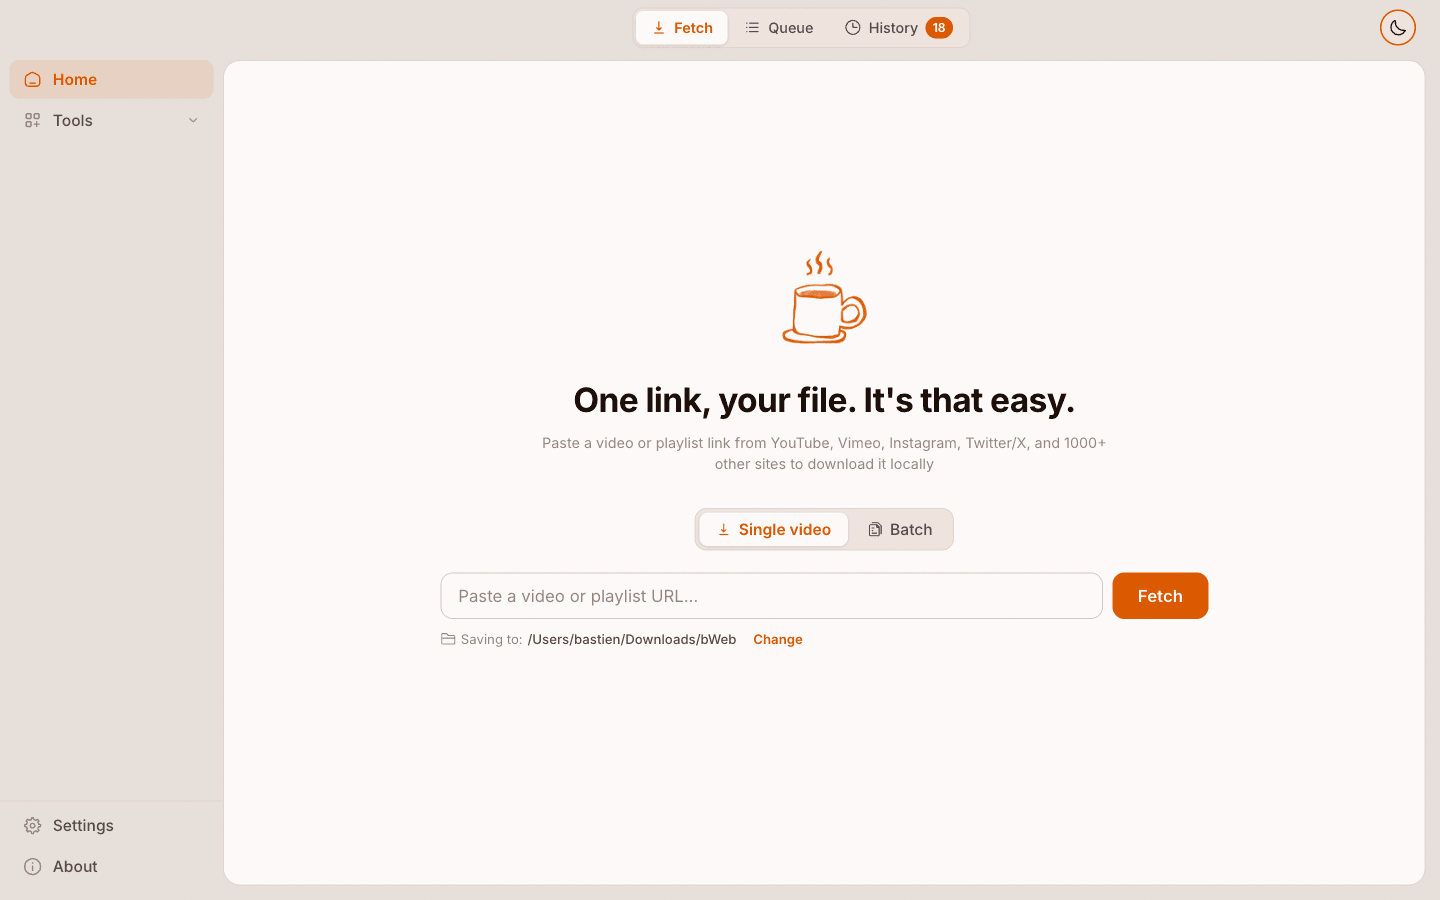 Fetch
Queue
History 18
Home
Tools
One link, your file. It's that easy.
Paste a video or playlist link from YouTube, Vimeo, Instagram, Twitter/X, and 1000+
other sites to download it locally
Single video
Batch
Paste a video or playlist URL...
Fetch
Saving to: /Users/bastien/Downloads/bWeb Change
Settings
About